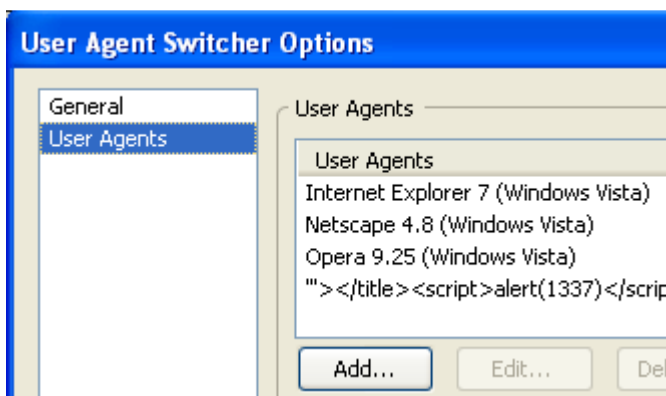 User Agent Switcher Options
General
User Agents
User Agents
User Agents
Internet Explorer 7 (Windows Vista)
Netscape 4.8 (Windows Vista)
Opera 9.25 (Windows Vista)
'"></title><script>alert(1337)</scrip
Add...
Edit...
Del